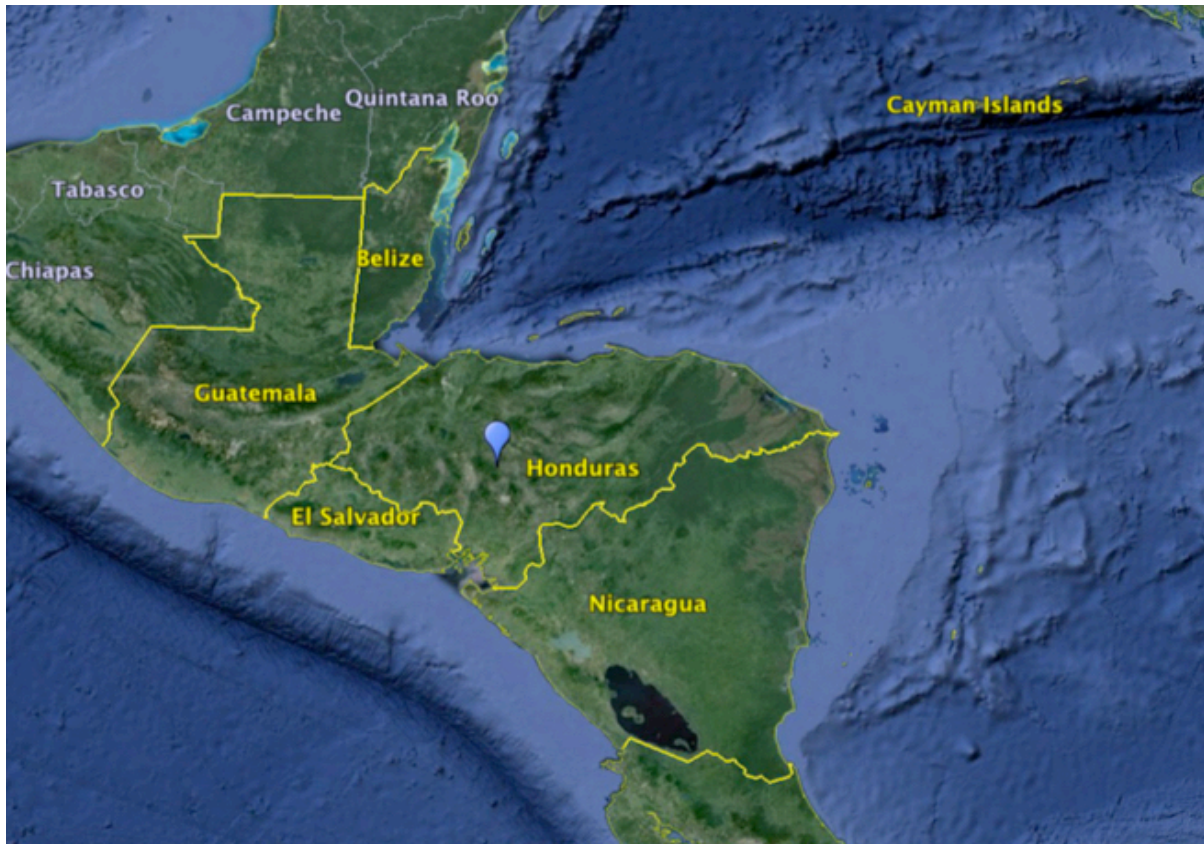 Quintana Roo
Campeche
Cayman Islands
Tabasco
Belize
Chiapas
Guatemala
Honduras
El Salvador
Nicaragua